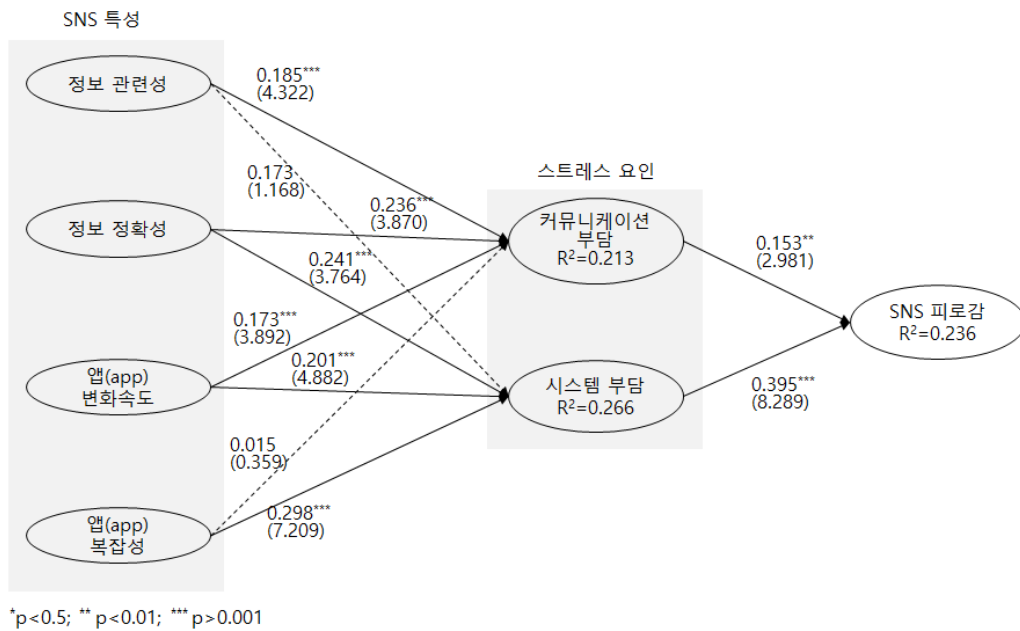 SNS 특성
정보 관련성
0.185***
(4.322)
0.173
(1.168)
스트레스 요인
정보 정확성
0.236***
(3.870)
커뮤니케이션
부담
R²=0.213
0.153**
(2.981)
0.241***
(3.764)
SNS 피로감
R²=0.236
0.173***
(3.892)
앱(app)
변화속도
0.201***
(4.882)
시스템 부담
R²=0.266
0.395***
(8.289)
0.015
(0.359)
앱(app)
복잡성
0.298***
(7.209)
*p<0.5; ** p<0.01; *** p>0.001